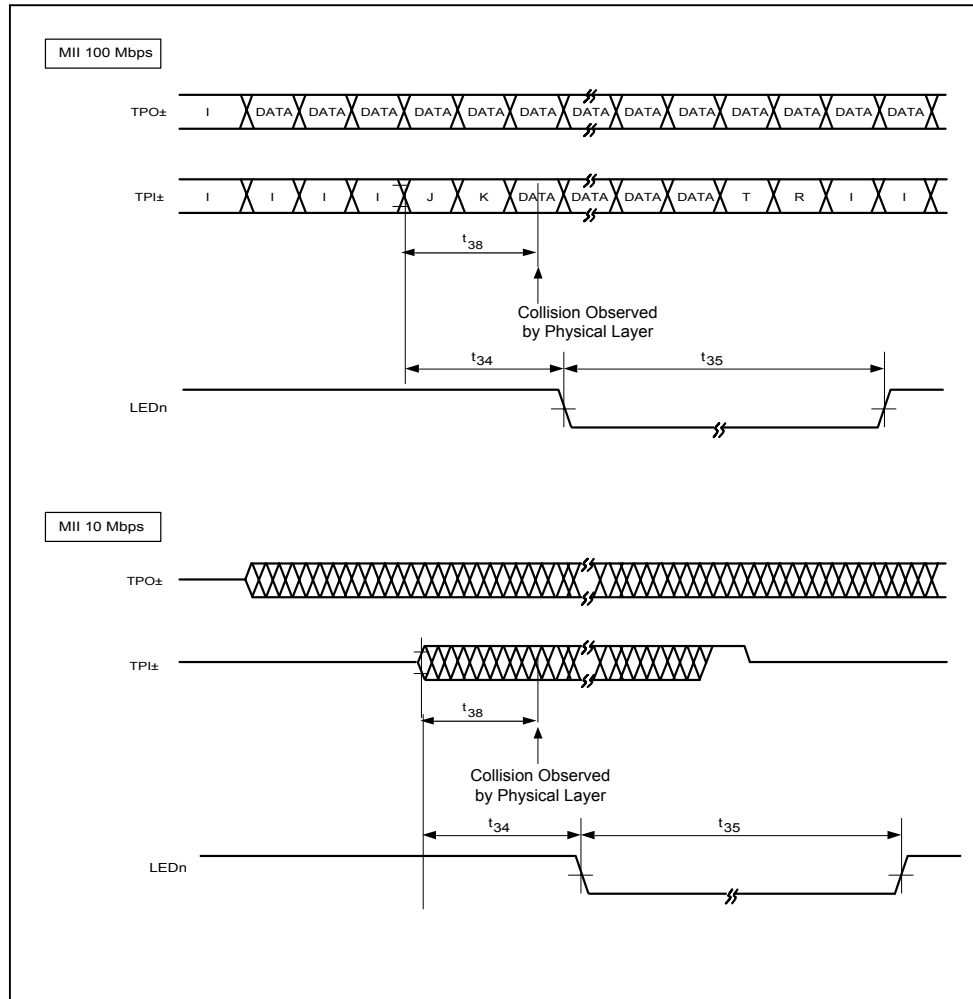 MII 100 Mbps
TPO± I DATA DATA DATA DATA DATA DATA DATA DATA DATA DATA DATA DATA DATA
TPI± I I I I J K DATA DATA DATA DATA T R I I
t38
Collision Observed
by Physical Layer
t34 t35
LEDn
MII 10 Mbps
TPO±
TPI±
t38
Collision Observed
by Physical Layer
t34 t35
LEDn